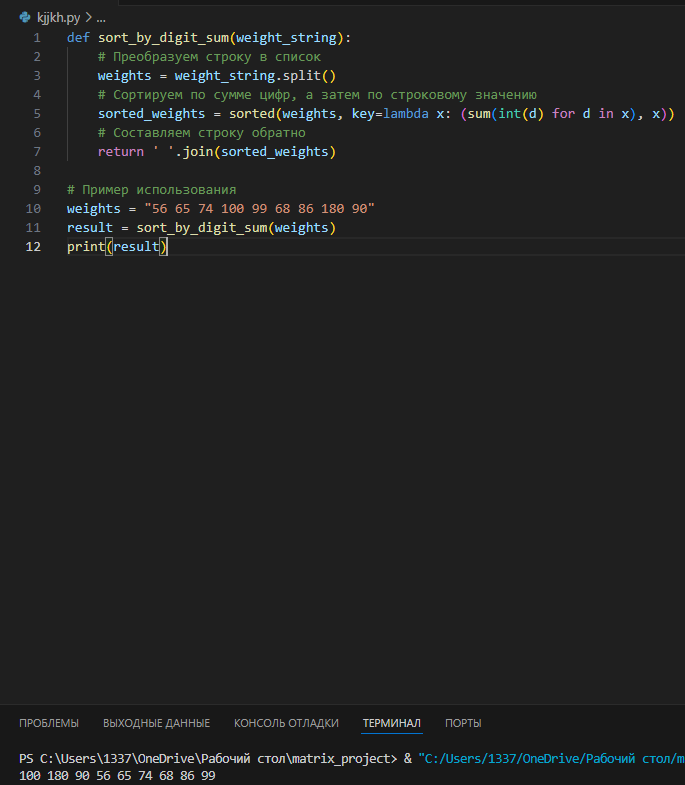 kjjkh.py > ...
1 def sort_by_digit_sum(weight_string):
2 # Преобразуем строку в список
3 weights = weight_string.split()
4 # Сортируем по сумме цифр, а затем по строковому значению
5 sorted_weights = sorted(weights, key=lambda x: (sum(int(d) for d in x), x))
6 # Составляем строку обратно
7 return ' '.join(sorted_weights)
8
9 # Пример использования
10 weights = "56 65 74 100 99 68 86 180 90"
11 result = sort_by_digit_sum(weights)
12 print(result)
ПРОБЛЕМЫ ВЫХОДНЫЕ ДАННЫЕ КОНСОЛЬ ОТЛАДКИ ТЕРМИНАЛ ПОРТЫ
PS C:\Users\1337\OneDrive\Рабочий стол\matrix_project> & "C:/Users/1337/OneDrive/Рабочий стол/m
100 180 90 56 65 74 68 86 99